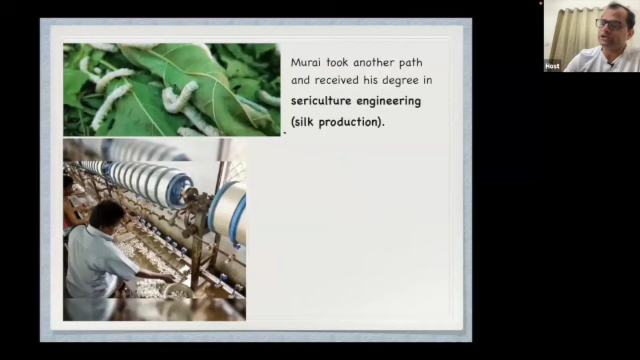 Murai took another path
and received his degree in
sericulture engineering
(silk production).
Host